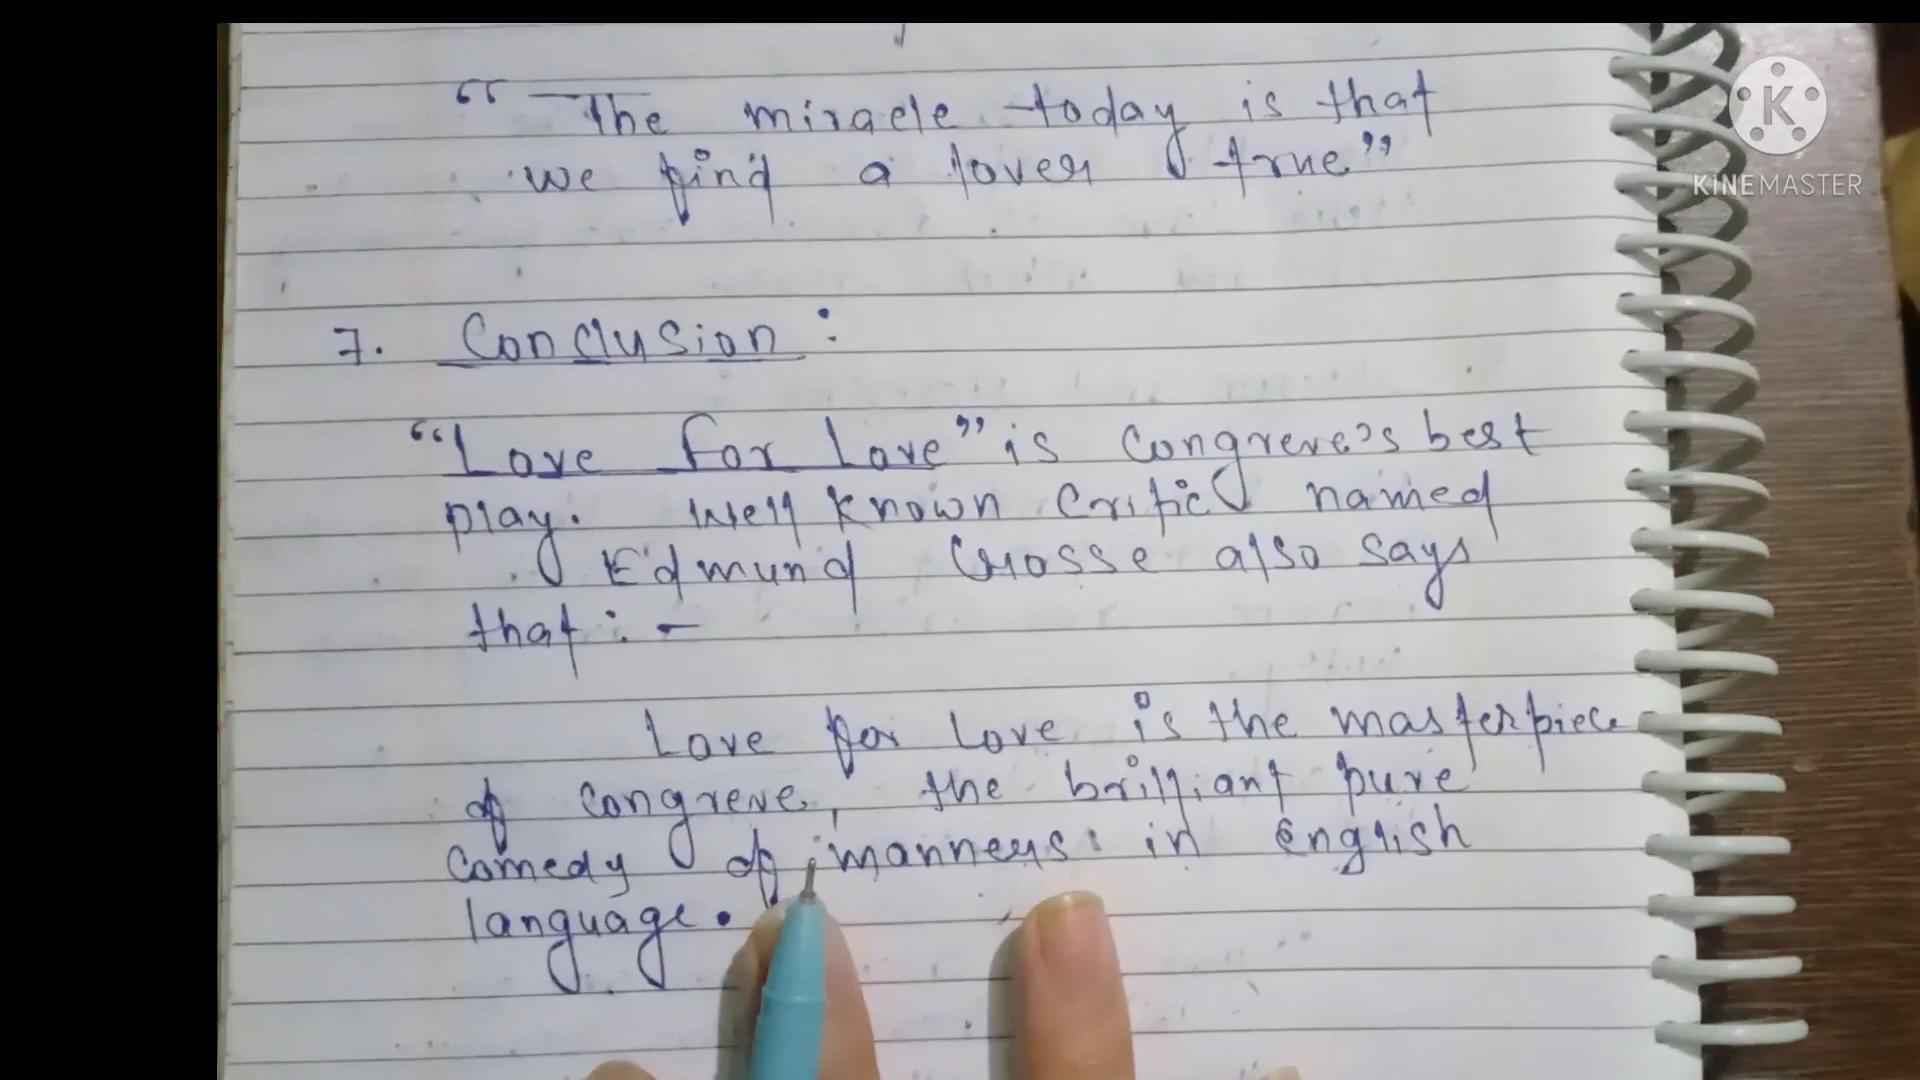 “ The miracle today is that
we find a lover true”
7. Conclusion :
“Love for Love” is Congreve's best
play. Well known critic named
Edmund Gosse also says
that : -
Love for Love is the masterpiece
of Congreve, the brilliant pure
Comedy of manners in English
language.
K
KINEMASTER